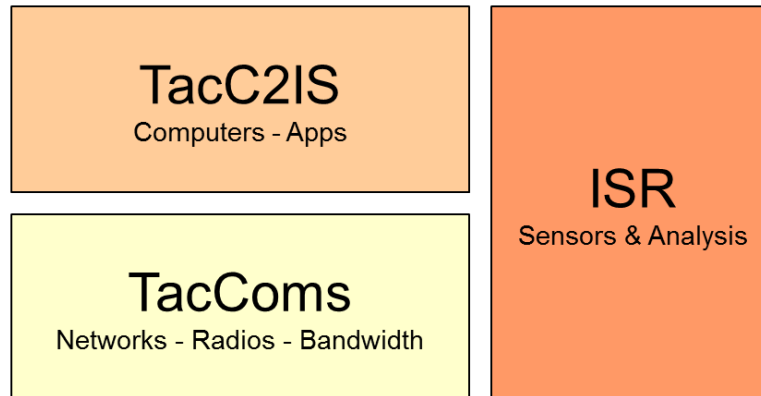 TacC2IS
Computers - Apps
TacComs
Networks - Radios - Bandwidth
ISR
Sensors & Analysis